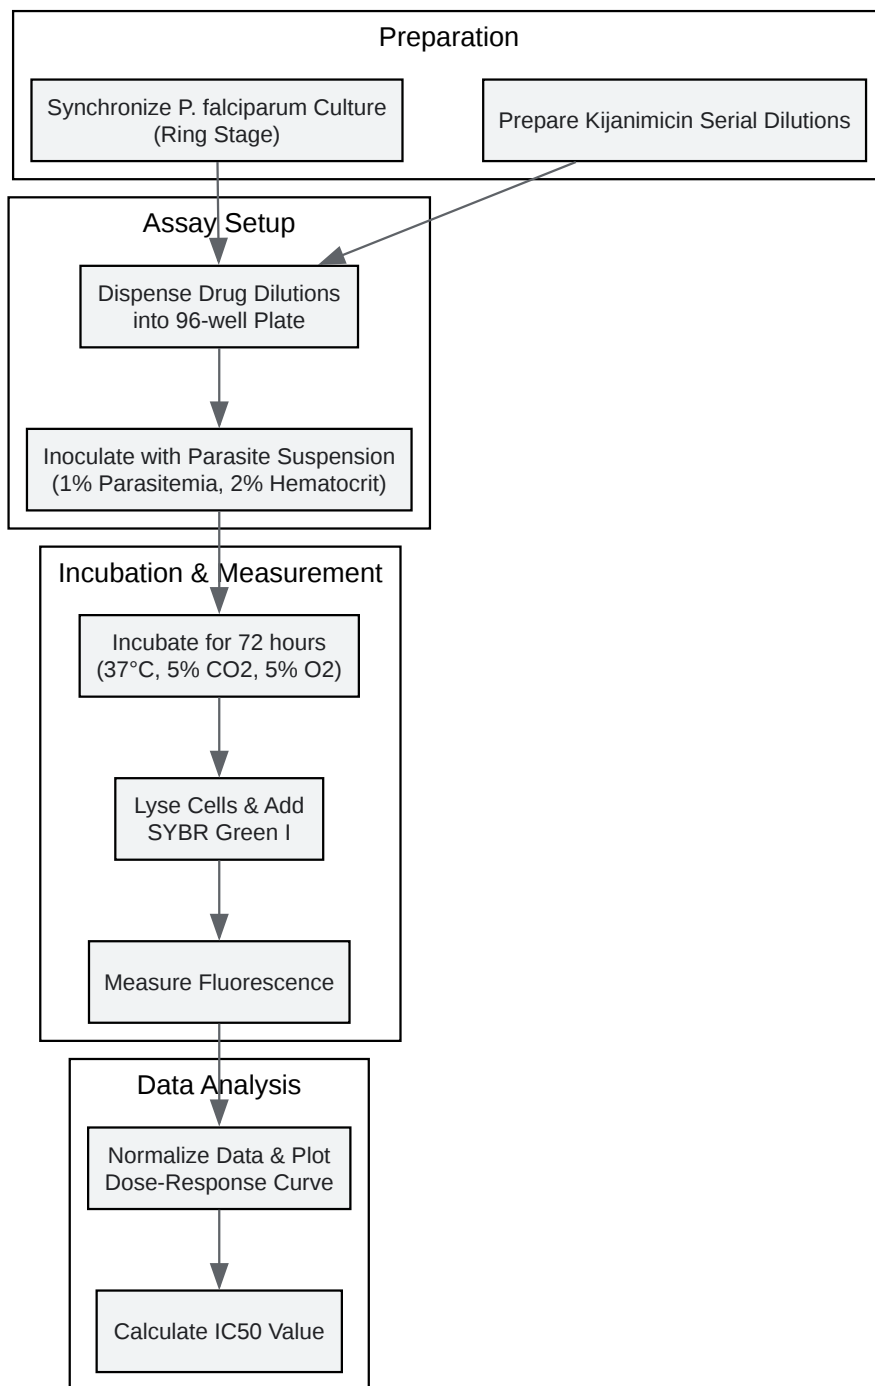 Preparation
Synchronize P. falciparum Culture
(Ring Stage)
Prepare Kijanimicin Serial Dilutions
Assay Setup
Dispense Drug Dilutions
into 96-well Plate
Inoculate with Parasite Suspension
(1% Parasitemia, 2% Hematocrit)
Incubation & Measurement
Incubate for 72 hours
(37°C, 5% CO2, 5% O2)
Lyse Cells & Add
SYBR Green I
Measure Fluorescence
Data Analysis
Normalize Data & Plot
Dose-Response Curve
Calculate IC50 Value